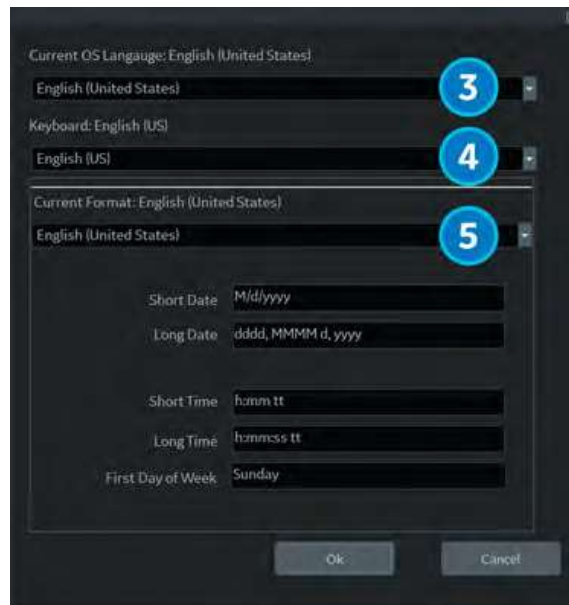 Current OS Langauge: English (United States)
English (United States)
3
Keyboard: English (US)
English (US)
4
Current Format: English (United States)
English (United States)
5
Short Date M/d/yyyy
Long Date dddd, MMMM d, yyyy
Short Time h:mm tt
Long Time h:mm:ss tt
First Day of Week Sunday
Ok Cancel